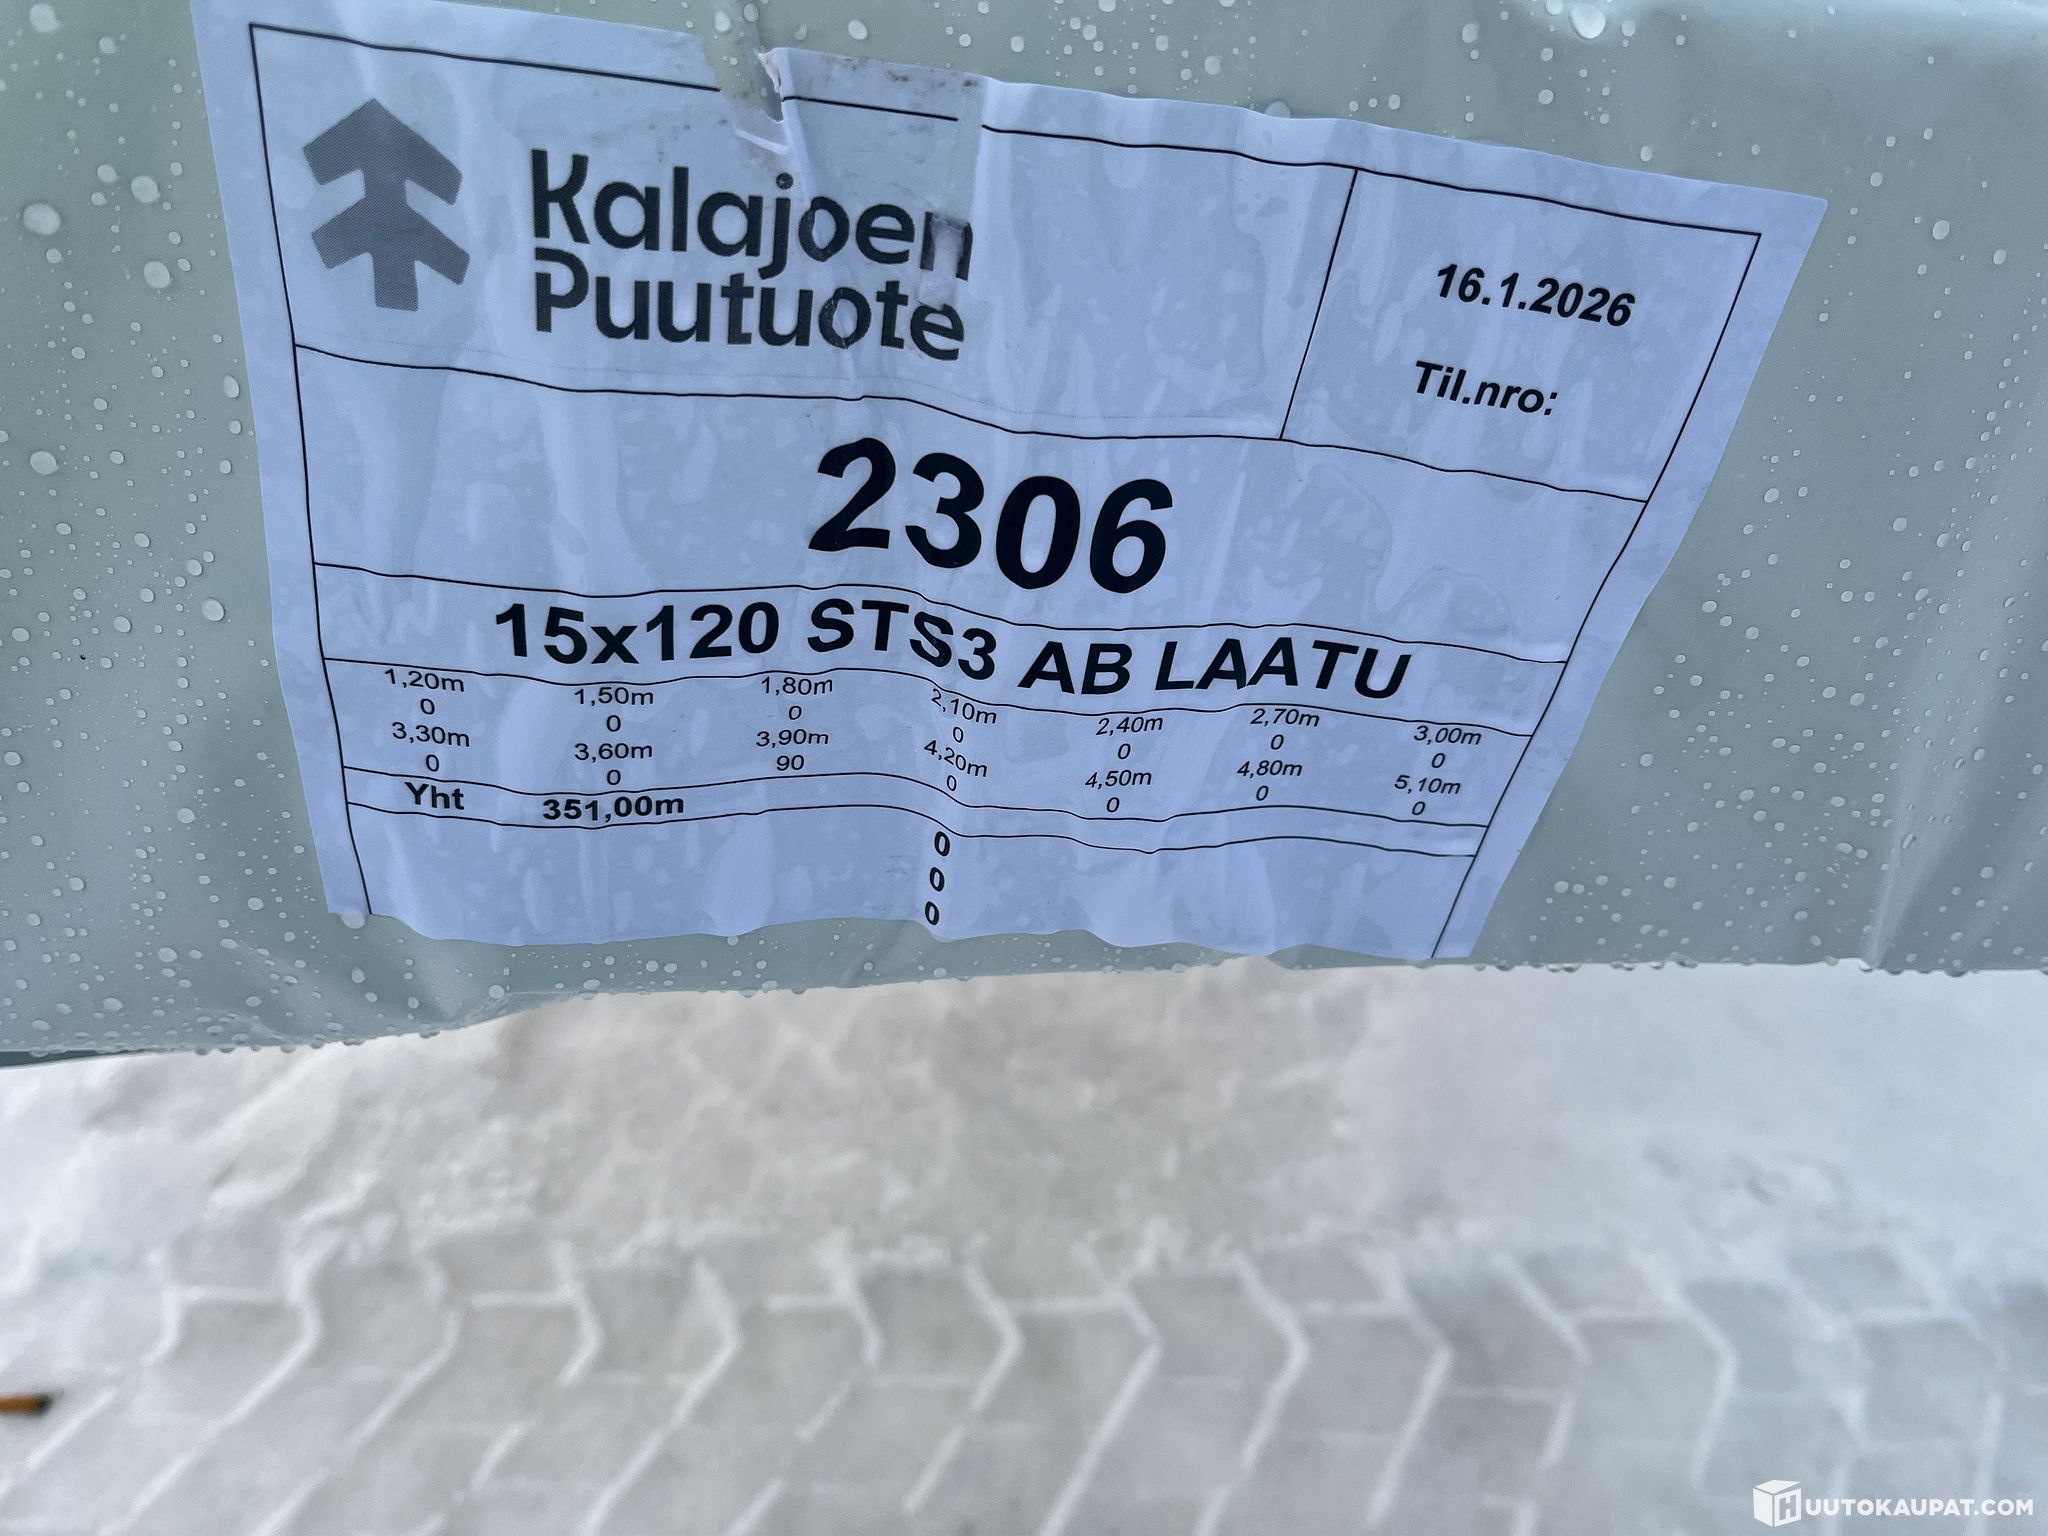 Kalajoen
Puutuote
16.1.2026
Til.nro:
2306
15x120 STS3 AB LAATU
1,20m 1,50m 1,80m 2,10m 2,40m 2,70m 3,00m
0 0 0 0 0 0 0
3,30m 3,60m 3,90m 4,20m 4,50m 4,80m 5,10m
0 0 90 0 0 0 0
Yht 351,00m
0
0
0
HUUTOKAUPAT.COM